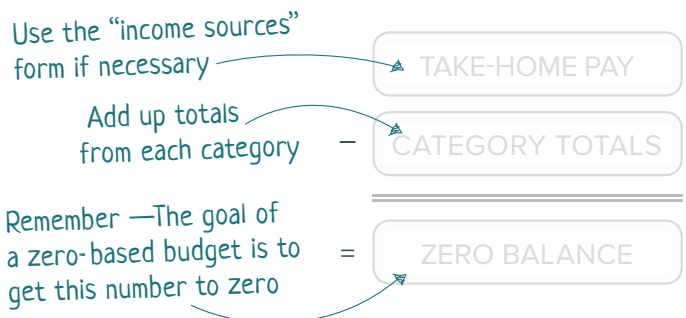 Use the “income sources”
form if necessary
TAKE-HOME PAY
Add up totals
from each category
– CATEGORY TOTALS
Remember —The goal of
a zero-based budget is to
get this number to zero
= ZERO BALANCE